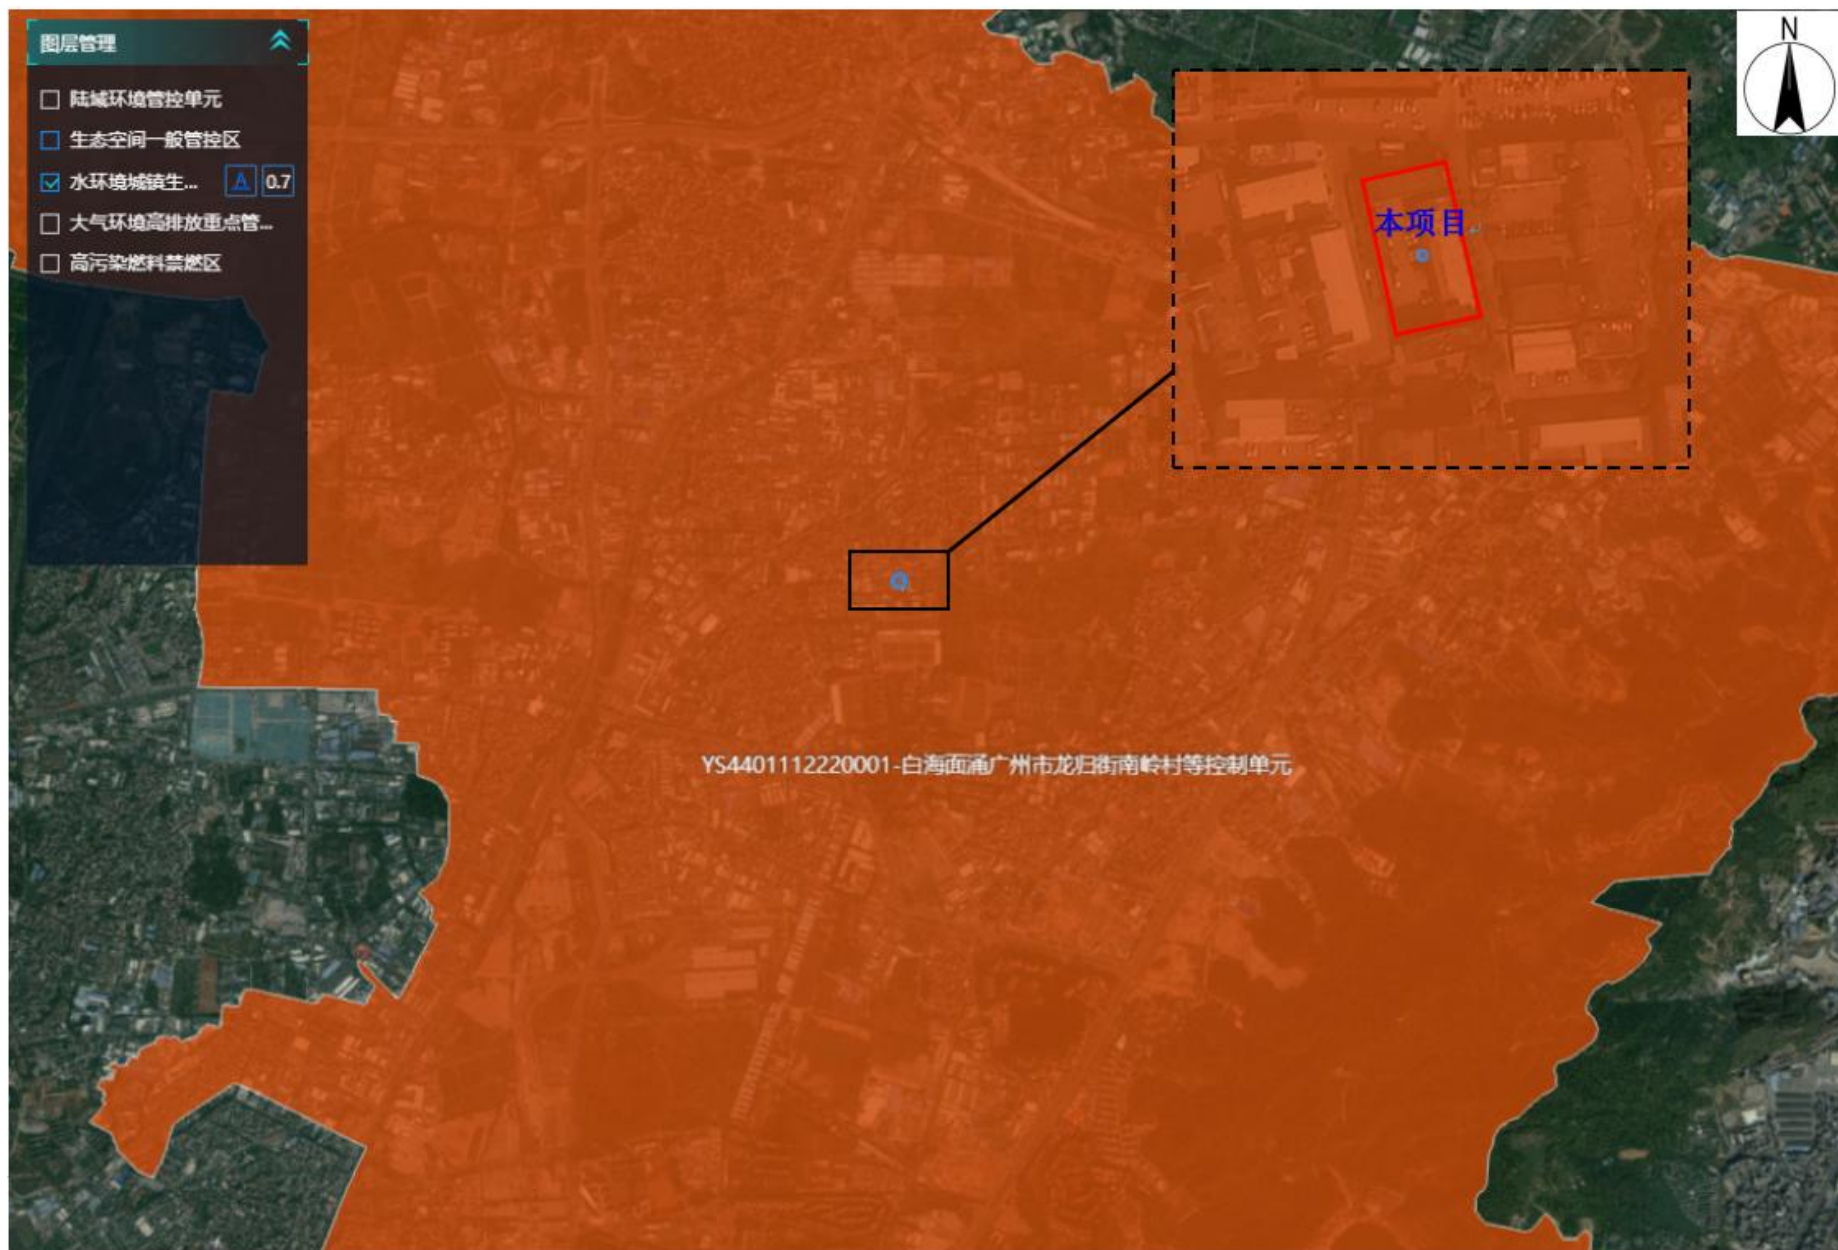 图层管理
陆域环境管控单元
生态空间一般管控区
水环境城镇生... A 0.7
大气环境高排放重点管...
高污染燃料禁燃区
N
本项目
YS4401112220001-白海面涌广州市龙归街南岭村等控制单元